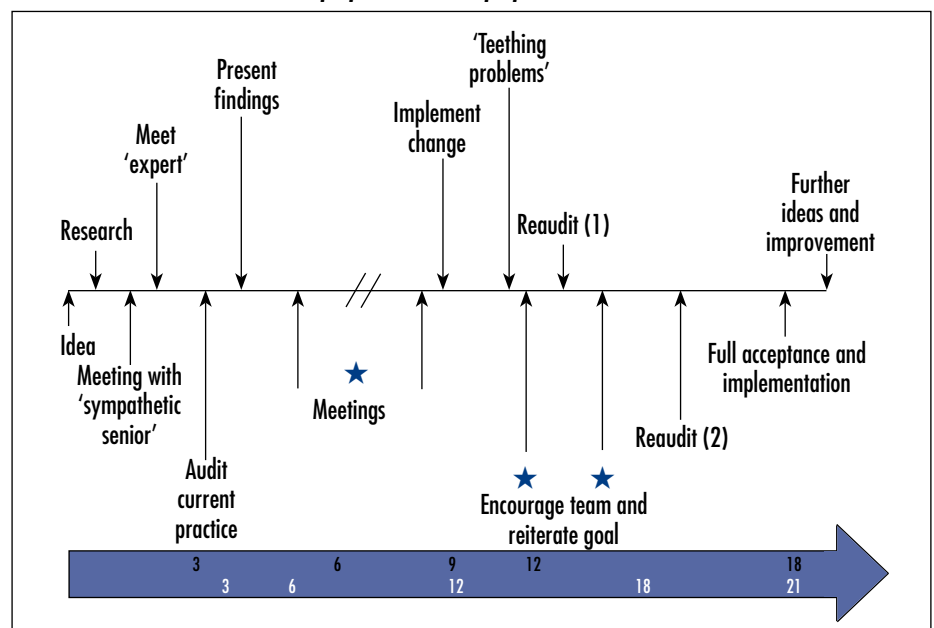 'Teething
problems'
Present
findings
Implement
change
Meet
'expert'
Further
ideas and
improvement
Research
Reaudit (1)
Idea
Meeting with
'sympathetic
senior'
Full acceptance and
implementation
Meetings
Reaudit (2)
Audit
current
practice
Encourage team and
reiterate goal
3 6 9 12 18
3 6 12 18 21